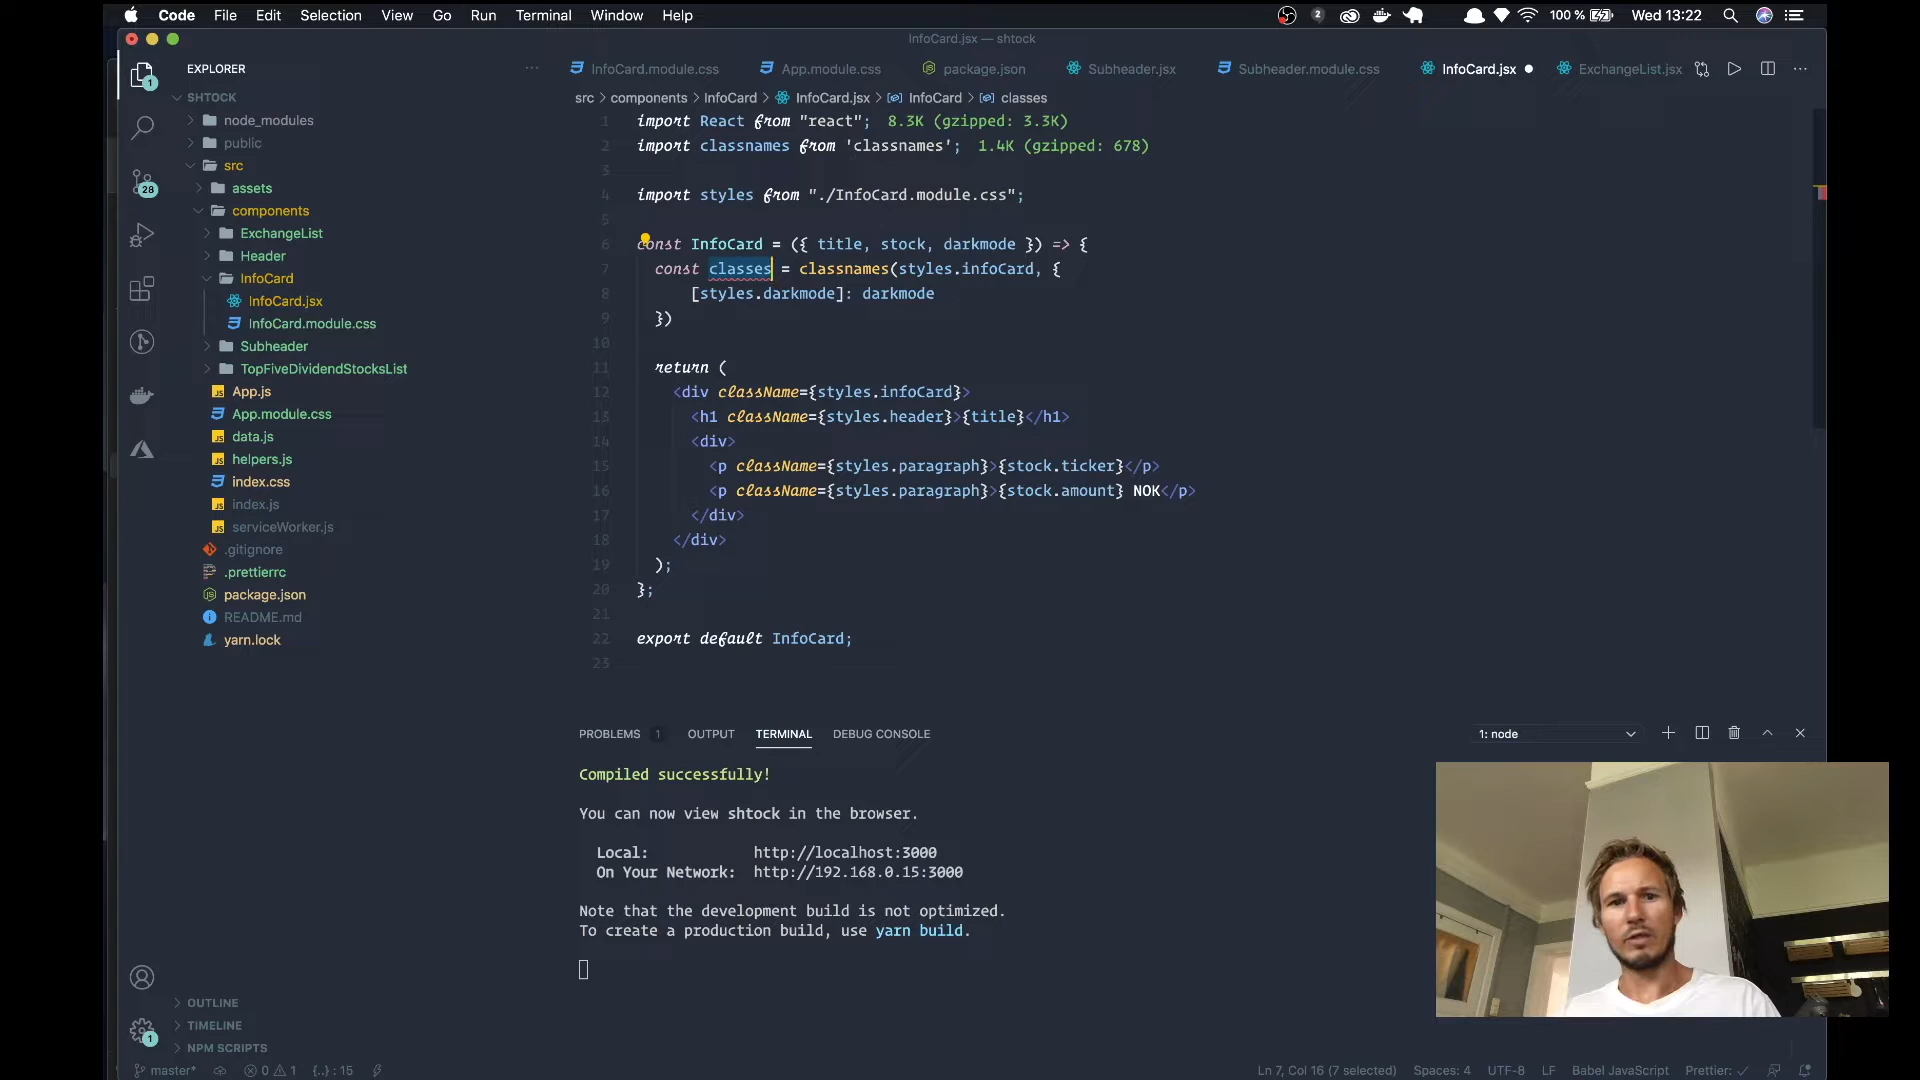 Code File Edit Selection View Go Run Terminal Window Help
2 100 % Wed 13:22
InfoCard.jsx — shtock
EXPLORER
InfoCard.module.css App.module.css package.json Subheader.jsx Subheader.module.css InfoCard.jsx ExchangeList.jsx
src > components > InfoCard > InfoCard.jsx > InfoCard > classes
SHTOCK
node_modules
public
src
assets
components
ExchangeList
Header
InfoCard
InfoCard.jsx
InfoCard.module.css
Subheader
TopFiveDividendStocksList
App.js
App.module.css
data.js
helpers.js
index.css
index.js
serviceWorker.js
.gitignore
.prettierrc
package.json
README.md
yarn.lock
1
28
1
OUTLINE
TIMELINE
NPM SCRIPTS
1 import React from "react"; 8.3K (gzipped: 3.3K)
2 import classnames from 'classnames'; 1.4K (gzipped: 678)
3
4 import styles from "./InfoCard.module.css";
5
6 const InfoCard = ({ title, stock, darkmode }) => {
7 const classes = classnames(styles.infoCard, {
8 [styles.darkmode]: darkmode
9 })
10
11 return (
12 <div className={styles.infoCard}>
13 <h1 className={styles.header}>{title}</h1>
14 <div>
15 <p className={styles.paragraph}>{stock.ticker}</p>
16 <p className={styles.paragraph}>{stock.amount} NOK</p>
17 </div>
18 </div>
19 );
20 };
21
22 export default InfoCard;
23
PROBLEMS 1 OUTPUT TERMINAL DEBUG CONSOLE
1: node
Compiled successfully!
You can now view shtock in the browser.
Local: http://localhost:3000
On Your Network: http://192.168.0.15:3000
Note that the development build is not optimized.
To create a production build, use yarn build.
master* 0 1 {..} : 15
Ln 7, Col 16 (7 selected) Spaces: 4 UTF-8 LF Babel JavaScript Prettier: ✓